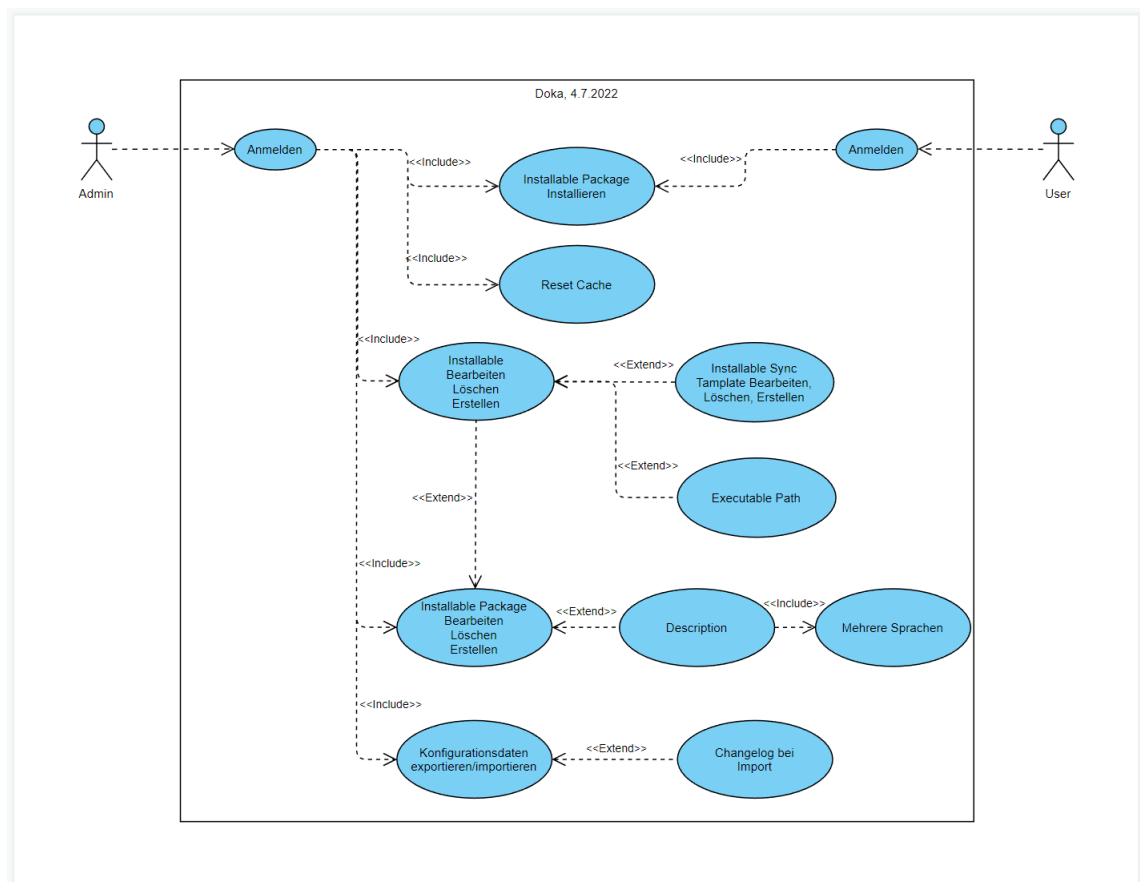 Doka, 4.7.2022
Admin
Anmelden
<<Include>>
Installable Package
Installieren
<<Include>>
Anmelden
User
<<Include>>
Reset Cache
<<Include>>
Installable
Bearbeiten
Löschen
Erstellen
<<Extend>>
Installable Sync
Tamplate Bearbeiten,
Löschen, Erstellen
<<Extend>>
Executable Path
<<Extend>>
<<Include>>
Installable Package
Bearbeiten
Löschen
Erstellen
<<Extend>>
Description
<<Include>>
Mehrere Sprachen
<<Include>>
Konfigurationsdaten
exportieren/importieren
<<Extend>>
Changelog bei
Import